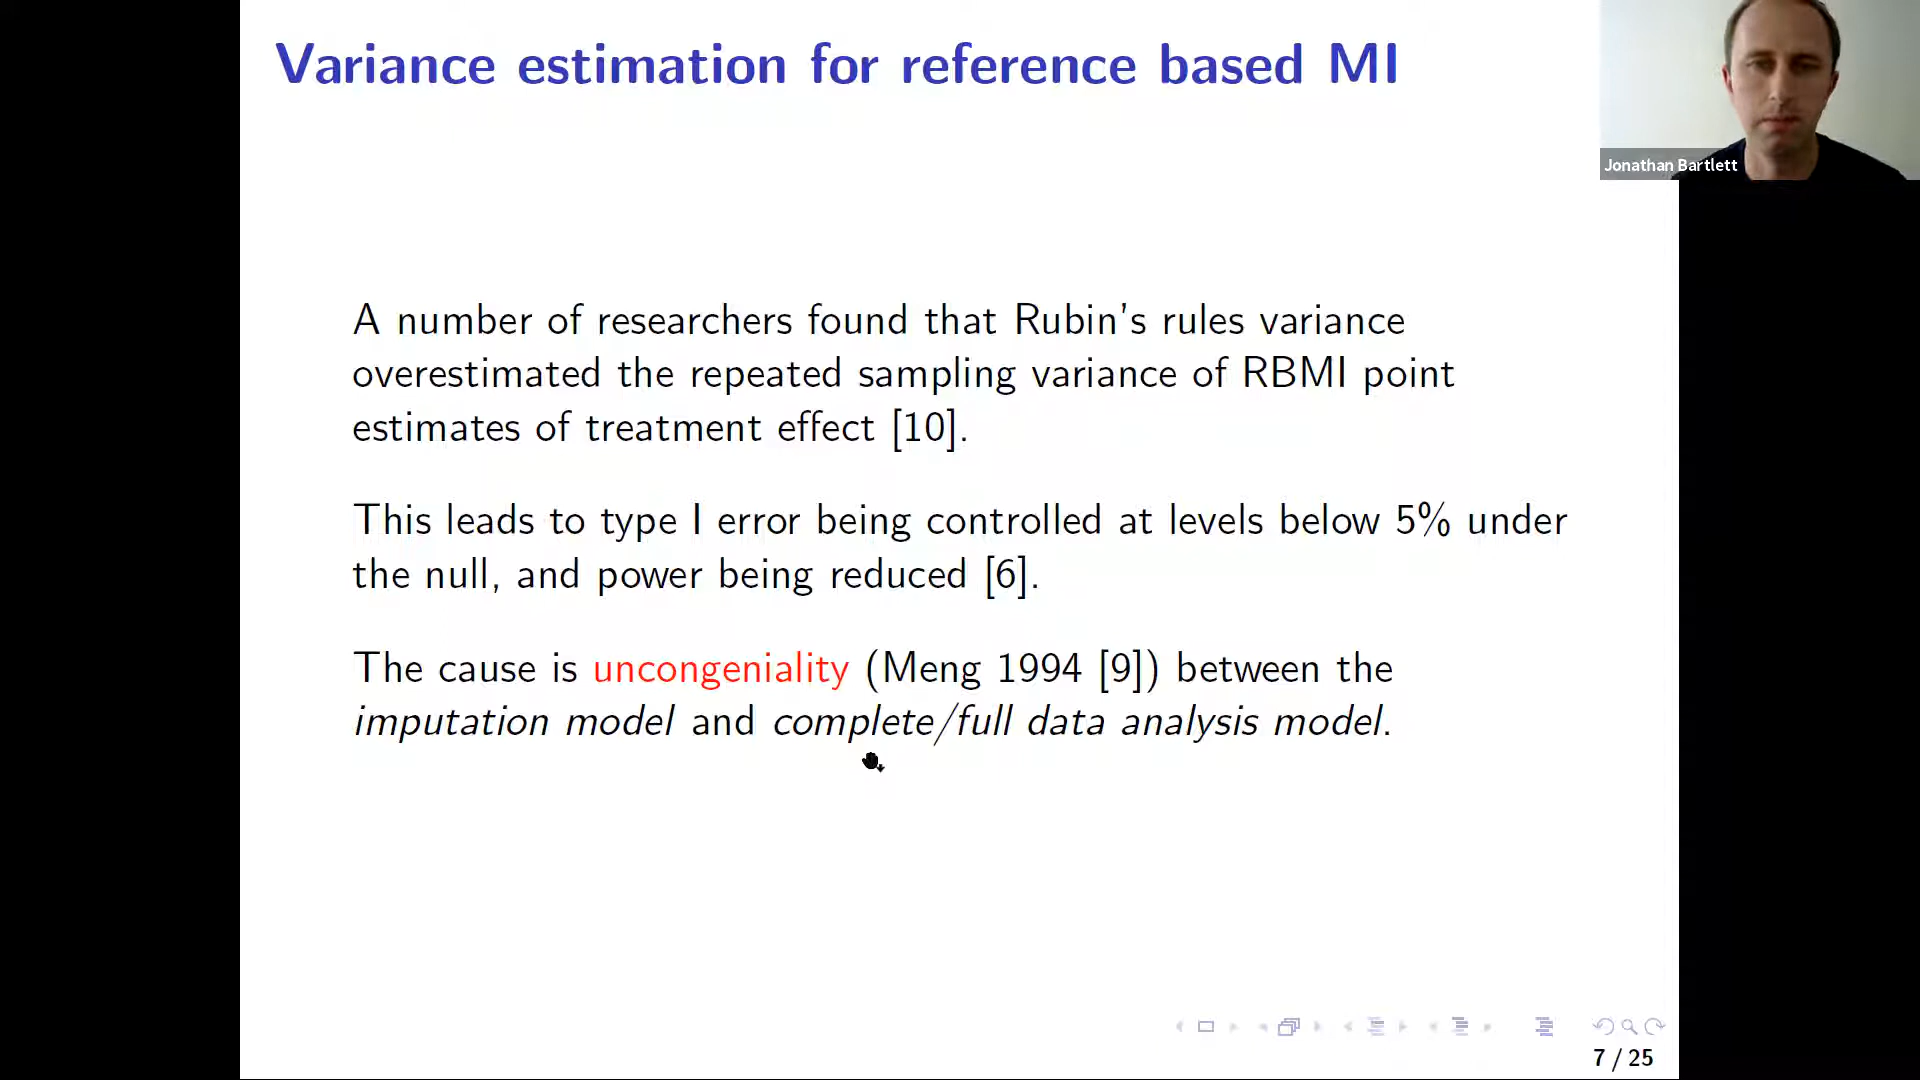 Variance estimation for reference based MI
Jonathan Bartlett
A number of researchers found that Rubin's rules variance
overestimated the repeated sampling variance of RBMI point
estimates of treatment effect [10].
This leads to type I error being controlled at levels below 5% under
the null, and power being reduced [6].
The cause is uncongeniality (Meng 1994 [9]) between the
imputation model and complete/full data analysis model.
7 / 25